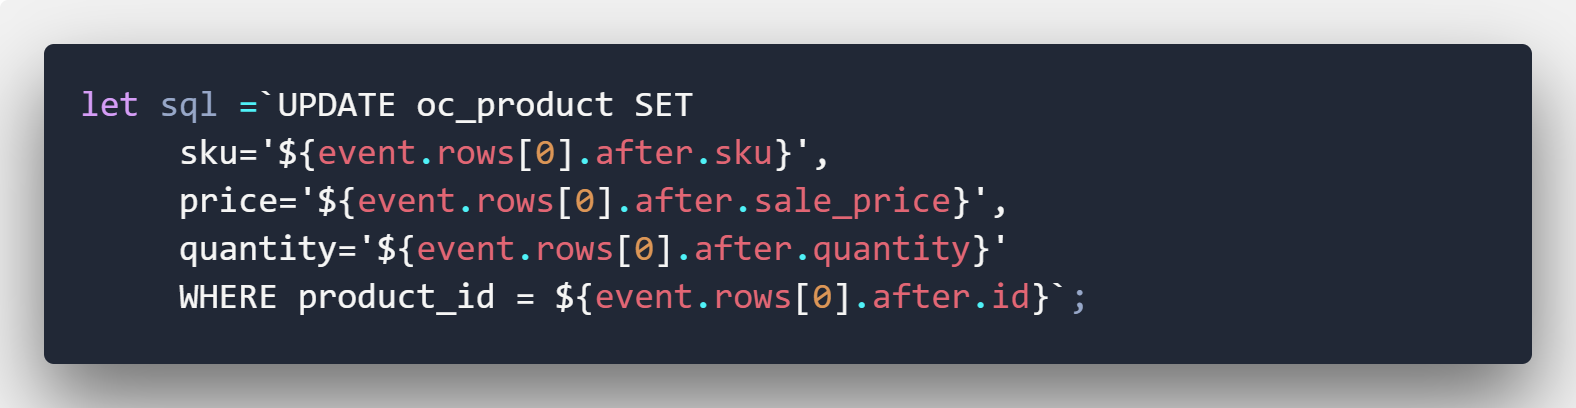 let sql =`UPDATE oc_product SET
sku='${event.rows[0].after.sku}',
price='${event.rows[0].after.sale_price}',
quantity='${event.rows[0].after.quantity}'
WHERE product_id = ${event.rows[0].after.id}`;